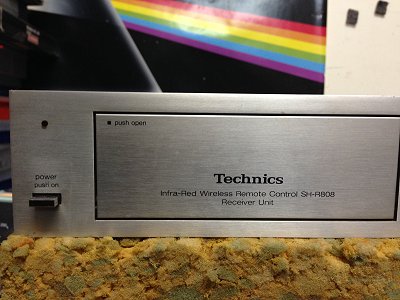 push open
power
push on
Technics
Infra-Red Wireless Remote Control SH-R808
Receiver Unit